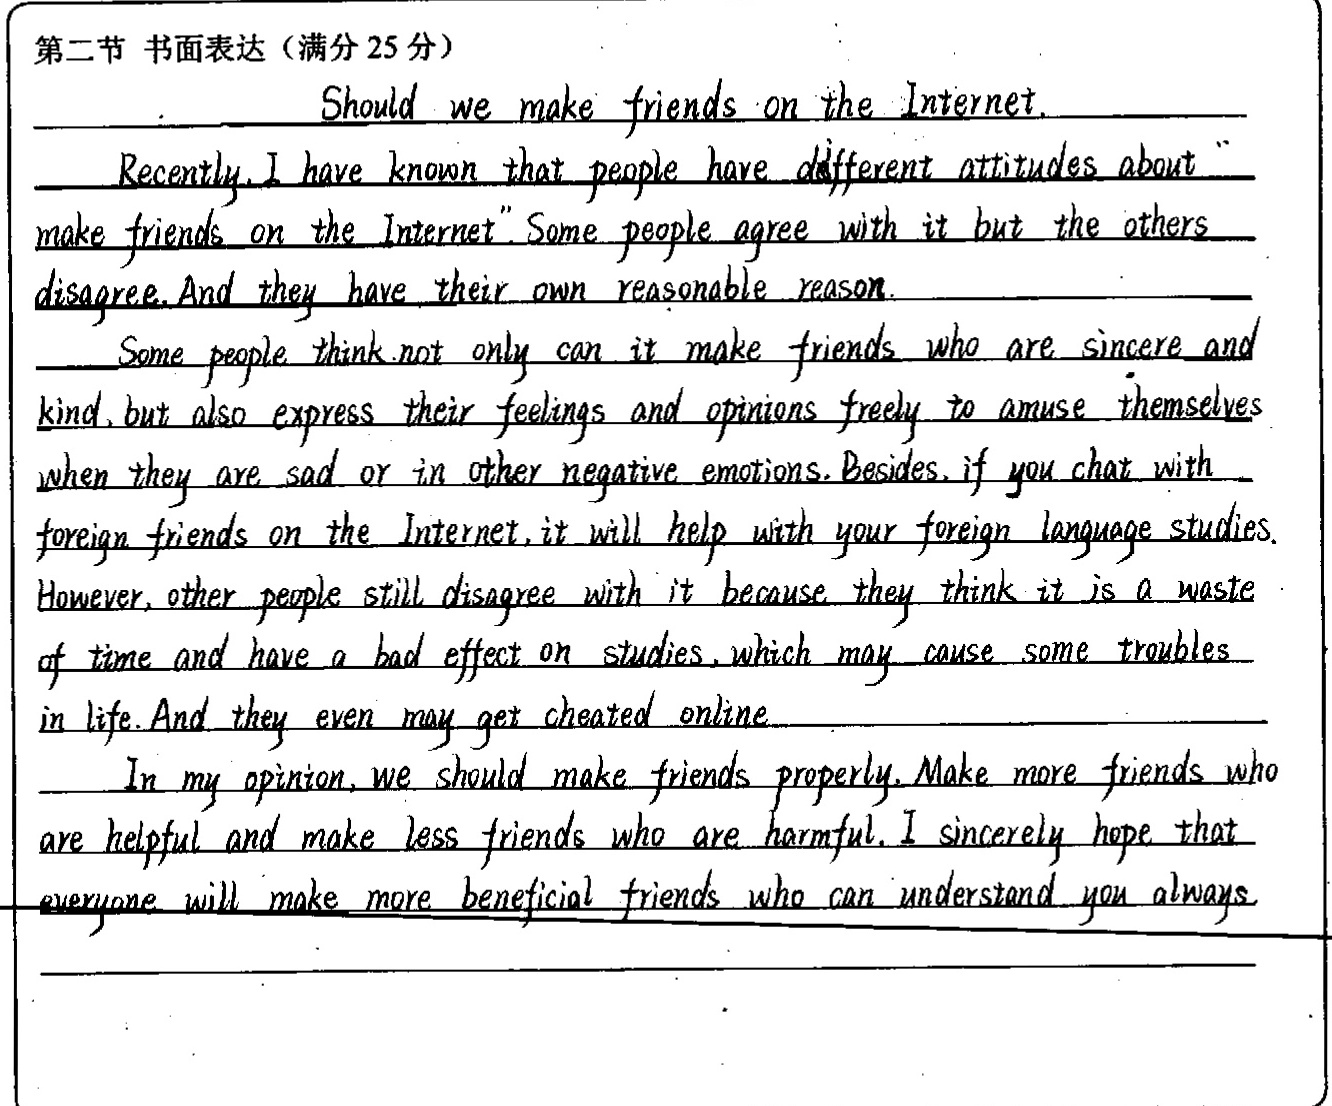 第二节 书面表达（满分 25 分）
Should we make friends on the Internet.
Recently, I have known that people have different attitudes about "
make friends on the Internet". Some people agree with it but the others
disagree. And they have their own reasonable reason.
Some people think not only can it make friends who are sincere and
kind, but also express their feelings and opinions freely to amuse themselves
when they are sad or in other negative emotions. Besides, if you chat with
foreign friends on the Internet, it will help with your foreign language studies.
However, other people still disagree with it because they think it is a waste
of time and have a bad effect on studies, which may cause some troubles
in life. And they even may get cheated online
In my opinion, we should make friends properly. Make more friends who
are helpful and make less friends who are harmful. I sincerely hope that
everyone will make more beneficial friends who can understand you always.